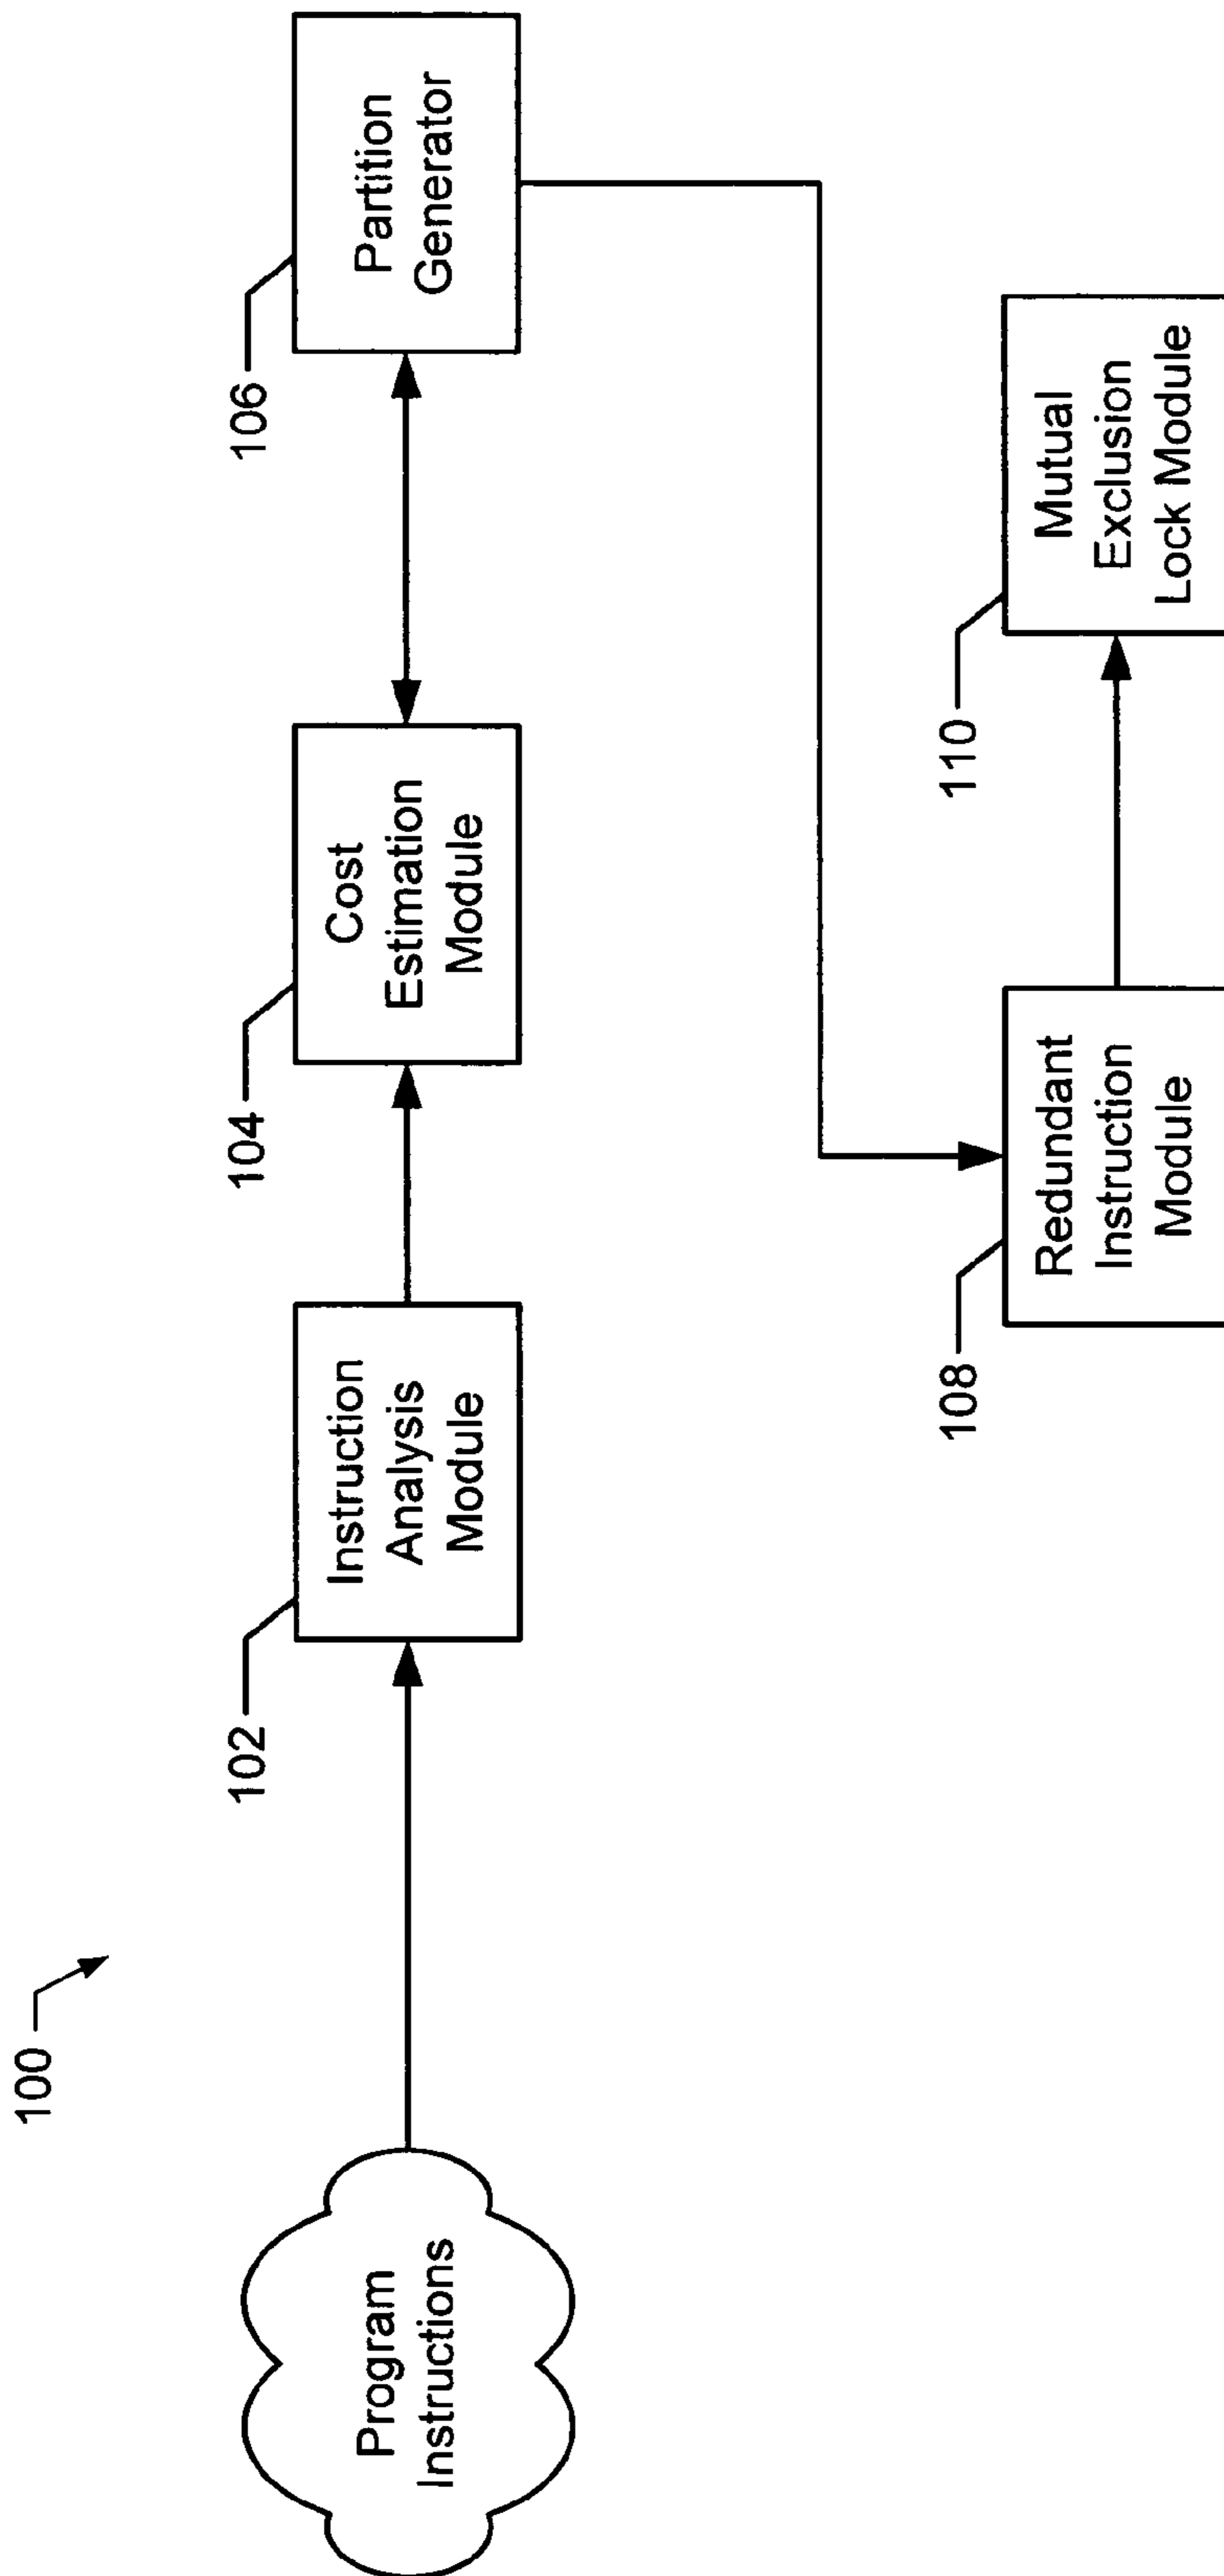 100
Program
Instructions
102
Instruction
Analysis
Module
104
Cost
Estimation
Module
106
Partition
Generator
108
Redundant
Instruction
Module
110
Mutual
Exclusion
Lock Module